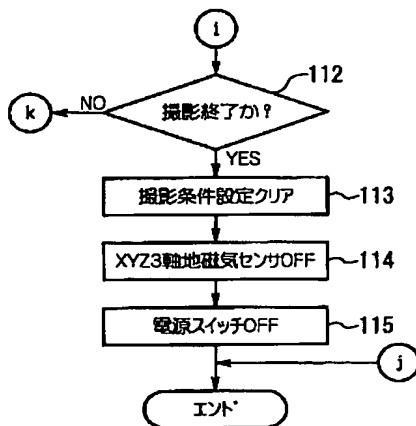 i
112
撮影終了か?
NO
k
YES
撮影条件設定クリア
113
XYZ3軸地磁気センサOFF
114
電源スイッチOFF
115
j
エンド